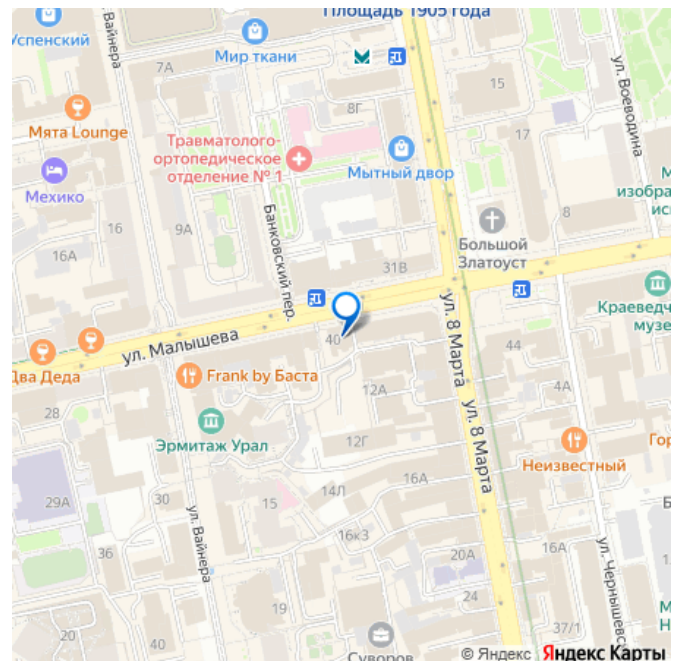 Площадь 1905 года
Успенский
ул. Вайнера
Мир ткани
7А
15
ул. Воеводина
8Г
Мята Lounge
Травматолого-
ортопедическое
отделение № 1
17
Мытный двор
Мехико
изобра
ис
16
9А
Банковский пер.
8
Большой
Златоуст
16А
31В
Краеведч
музе
ул. Малышева
40
ул. 8 Марта
44
Два Деда
Frank by Баста
12А
4А
28
Эрмитаж Урал
12Г
ул. 8 Марта
Гор
Неизвестный
16А
14Л
29А
30
15
ул. Вайнера
16к3
36
20А
16А
ул. Чернышевс
24
19
20
40
Суворов
37/1
М
Н
© Яндекс Яндекс Карты